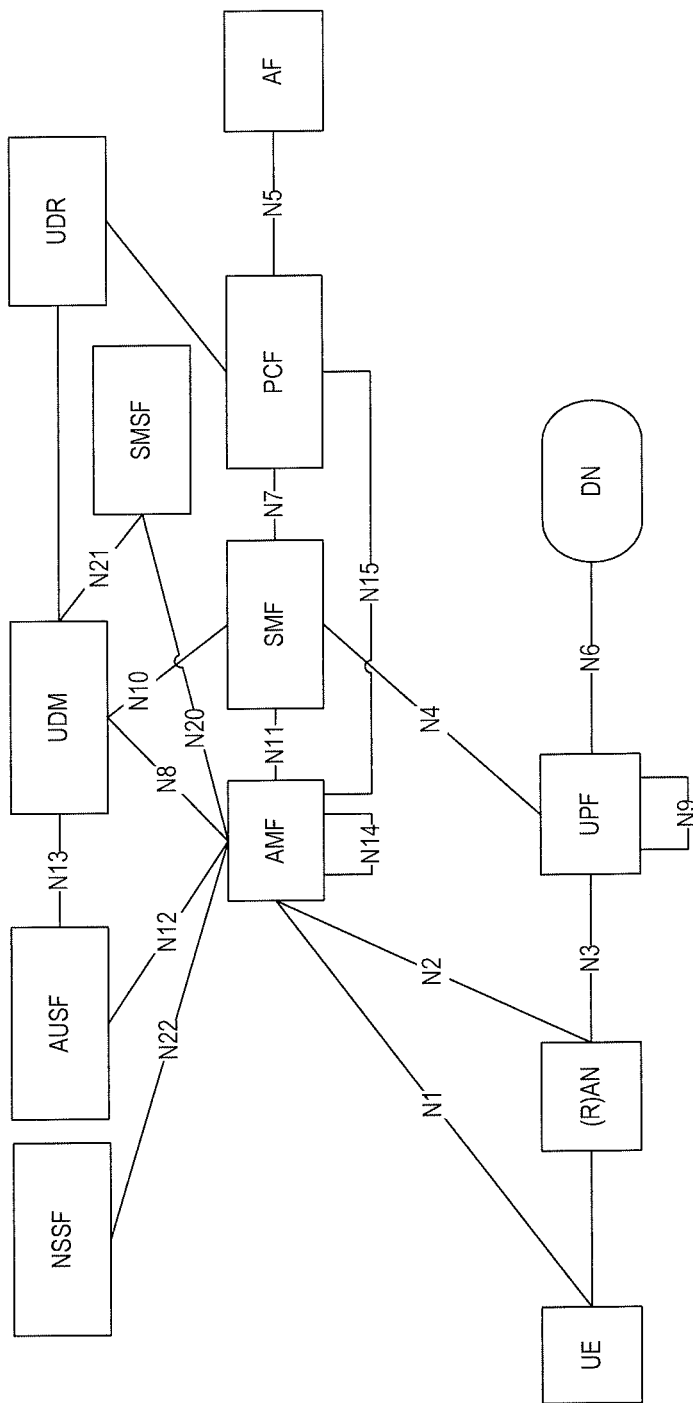 NSSF
AUSF
UDM
UDR
N13
N21
SMSF
N22
N12
N8
N10
N20
AMF
N11
SMF
N7
PCF
N5
AF
N14
N15
N1
N2
N4
UE
(R)AN
N3
UPF
N6
DN
N9